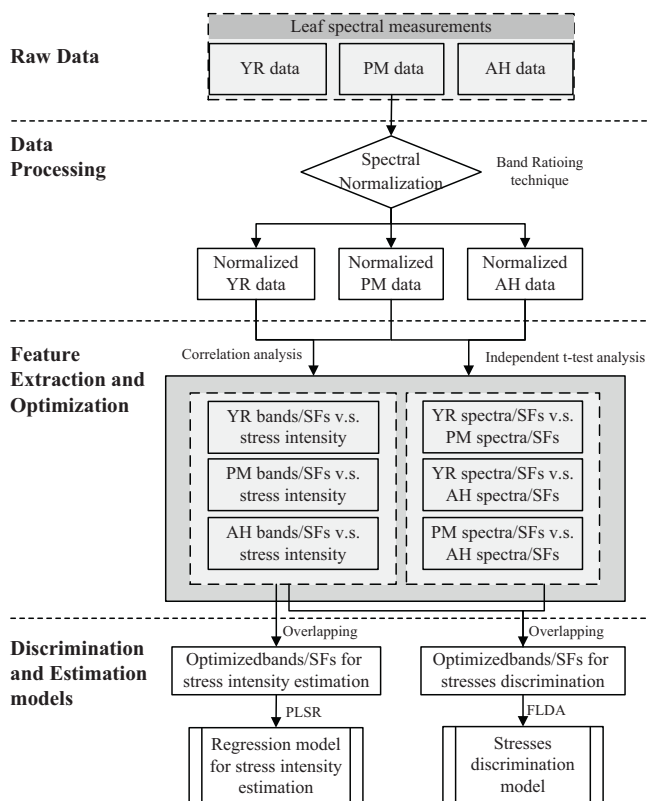 Leaf spectral measurements
Raw Data
YR data
PM data
AH data
Data
Processing
Spectral
Normalization
Band Ratioing
technique
Normalized
YR data
Normalized
PM data
Normalized
AH data
Feature
Extraction and
Optimization
Correlation analysis
Independent t-test analysis
YR bands/SFs v.s.
stress intensity
YR spectra/SFs v.s.
PM spectra/SFs
PM bands/SFs v.s.
stress intensity
YR spectra/SFs v.s.
AH spectra/SFs
AH bands/SFs v.s.
stress intensity
PM spectra/SFs v.s.
AH spectra/SFs
Discrimination
and Estimation
models
Overlapping
Overlapping
Optimizedbands/SFs for
stress intensity estimation
Optimizedbands/SFs for
stresses discrimination
PLSR
FLDA
Regression model
for stress intensity
estimation
Stresses
discrimination
model